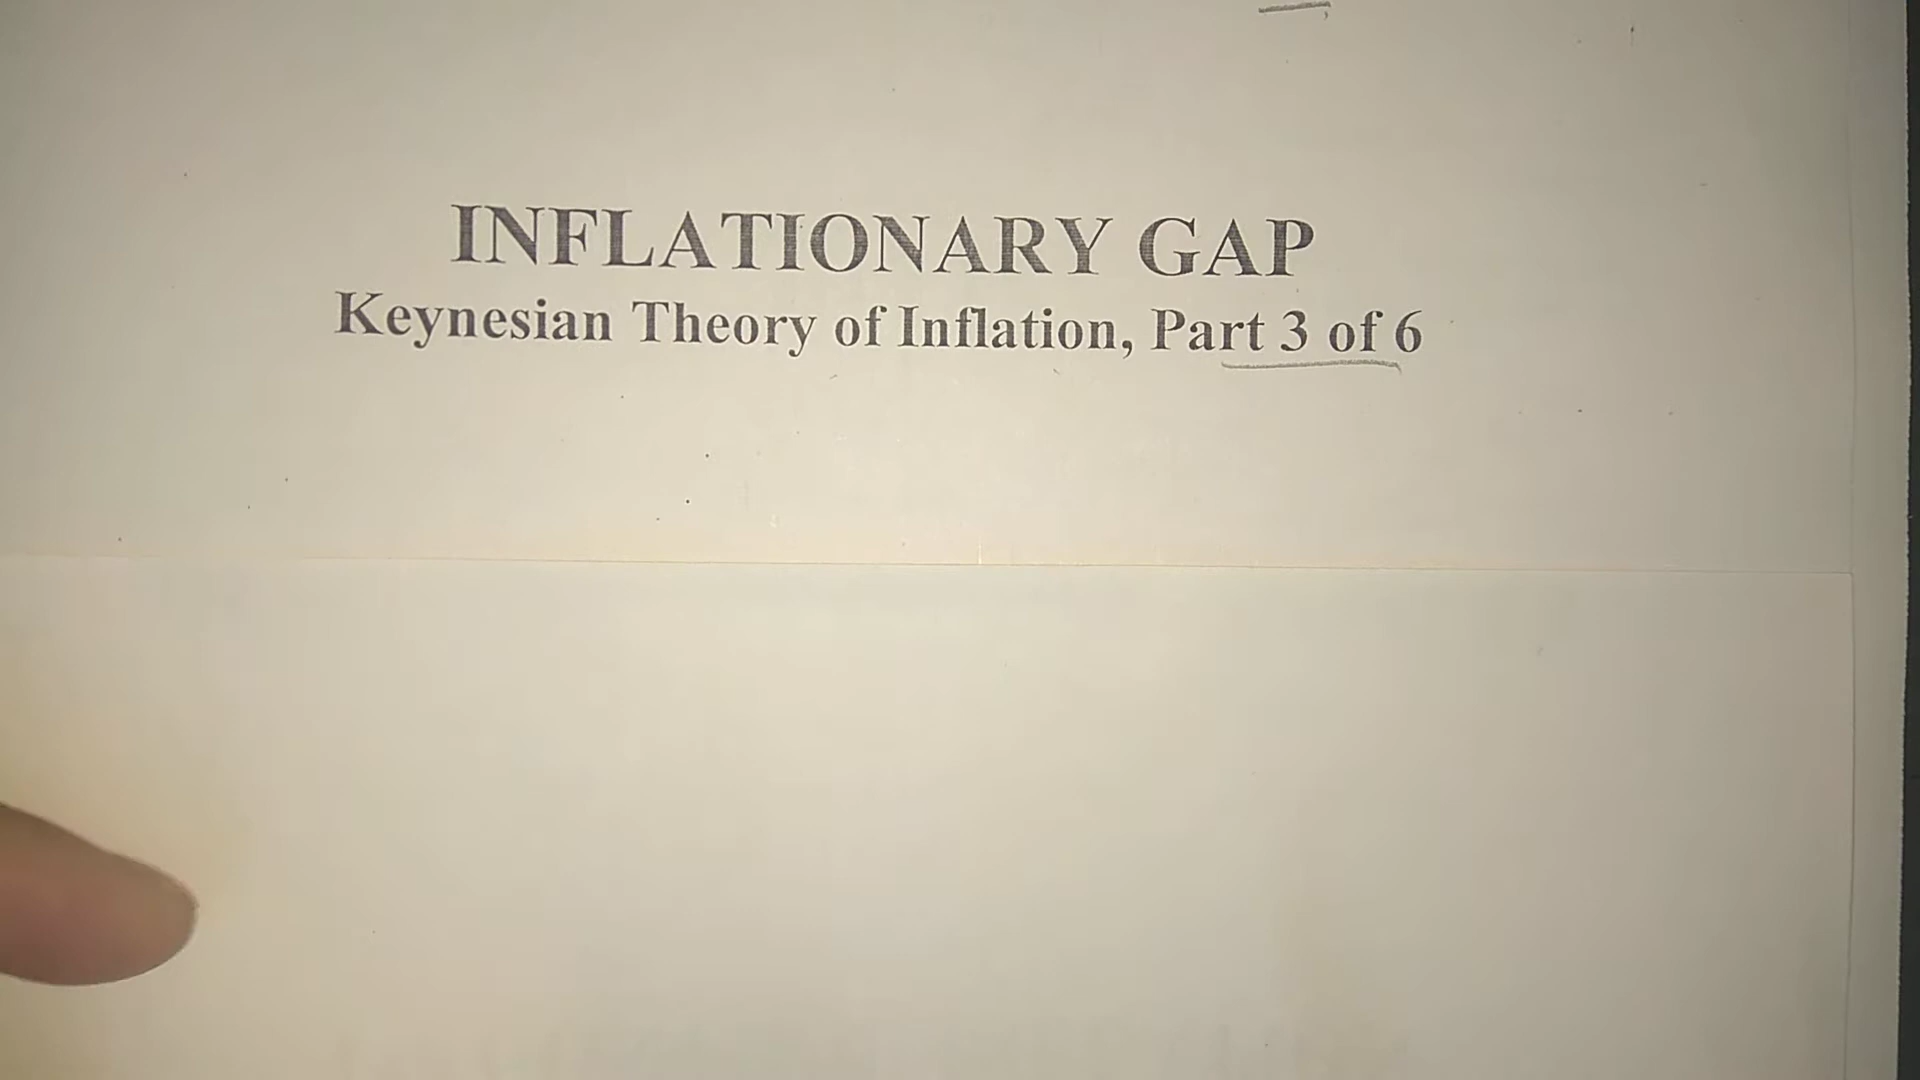 INFLATIONARY GAP
Keynesian Theory of Inflation, Part 3 of 6